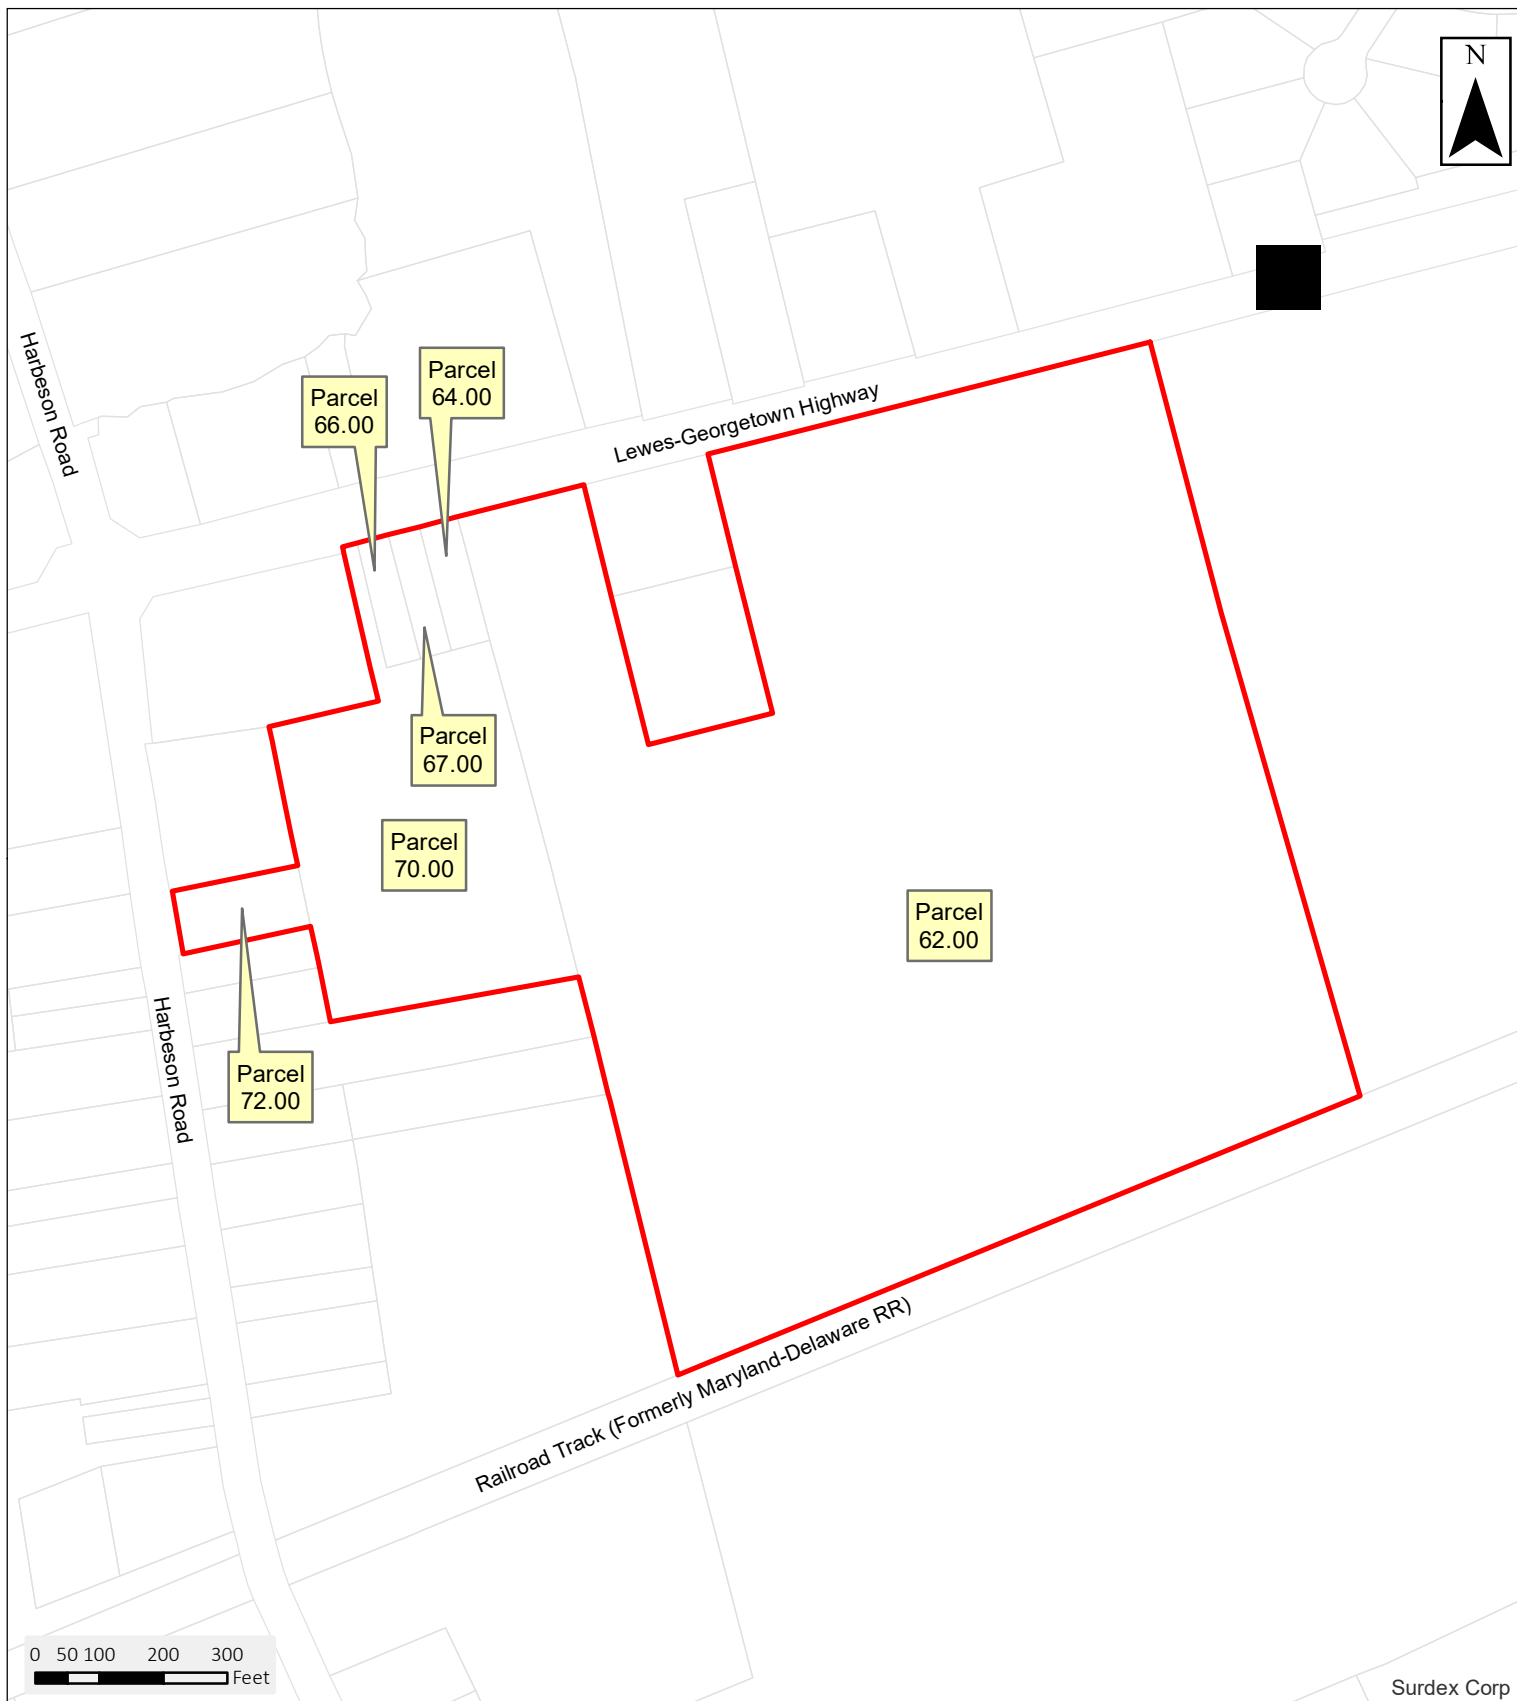 N
Harbeson Road
Parcel
64.00
Parcel
66.00
Lewes-Georgetown Highway
Parcel
67.00
Parcel
70.00
Parcel
62.00
Harbeson Road
Parcel
72.00
Railroad Track (Formerly Maryland-Delaware RR)
0 50 100 200 300
Feet
Surdex Corp